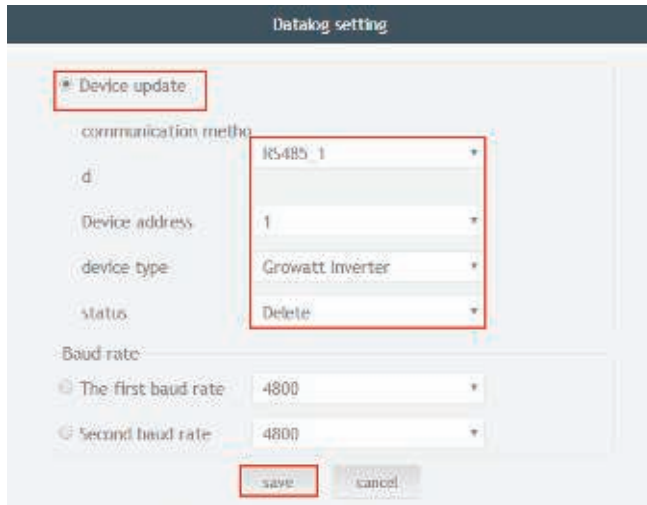 Datalog setting
Device update
communication metho
d
RS485_1
Device address 1
device type Growatt Inverter
status Delete
Baud rate
The first baud rate 4800
Second baud rate 4800
save cancel